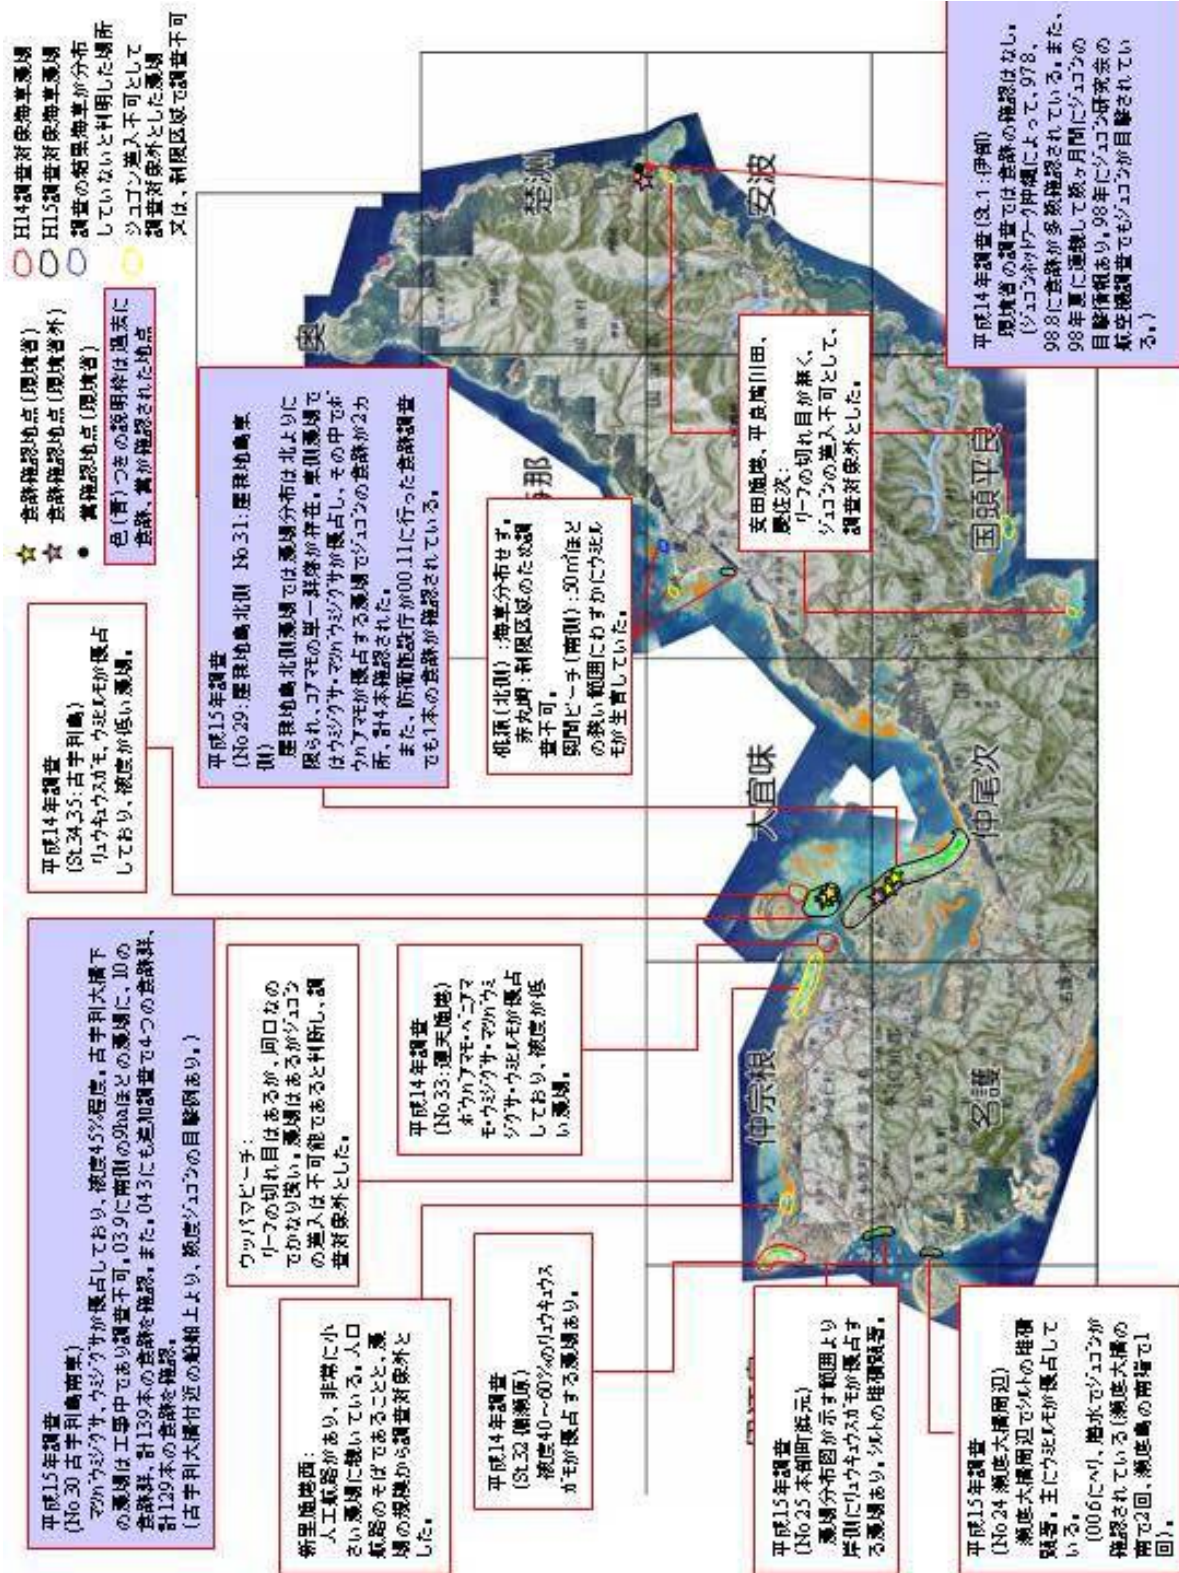 平成15年調査
(No30 古宇利島南東)
マツバウミジグサ、ウミジグサが優占しており、被度45%程度。古宇利大橋下
の藻場は工事中であり調査不可。03.9に南側の9haほどの藻場に、10の
食跡群、計139本の食跡を確認。また、04.3にも追加調査で4つの食跡群、
計129本の食跡を確認。
(古宇利大橋付近の船舶上より、数度ジュゴンの目撃例あり。)
平成14年調査
(St.34,35:古宇利島)
リュウキュウスガモ、ウミヒルモが優占
しており、被度が低い藻場。
食跡確認地点(環境省)
食跡確認地点(環境省外)
糞確認地点(環境省)
色(青)つきの説明枠は過去に
食跡、糞が確認された地点
H14調査対象海草藻場
H15調査対象海草藻場
調査の結果海草が分布
していないと判明した場所
ジュゴン進入不可として
調査対象外とした藻場
又は、制限区域で調査不可
新里漁港西:
人工航路があり、非常に小
さい藻場に続いている。人口
航路のそばであることと、藻
場の規模から調査対象外と
した。
ウッパマビーチ:
リーフの切れ目はあるが、河口なの
でかなり浅い。藻場はあるがジュゴン
の進入は不可能であると判断し、調
査対象外とした。
平成14年調査
(No33:運天漁港)
ボウバアマモ・ベニアマ
モ・ウミジグサ・マツバウミ
ジグサ・ウミヒルモが優占
しており、被度が低
い藻場。
平成15年調査
(No29:屋我地島北側 No31:屋我地島東
側)
屋我地島北側藻場では藻場分布は北よりに
限られ、コアマモの単一群落が存在。東側藻場で
はウミジグサ・マツバウミジグサが優占し、その中でボ
ウバアマモが優占する藻場でジュゴンの食跡が2カ
所、計4本確認された。
また、防衛施設庁が00.11に行った食跡調査
でも1本の食跡が確認されている。
平成14年調査
(St.32 備瀬原)
被度40~60%のリュウキュウス
ガモが優占する藻場あり。
桃原(北側):海草分布せず。
赤丸岬:制限区域のため調
査不可。
奥間ビーチ(南側):50㎡ほど
の狭い範囲にわずかにウミヒル
モが生育していた。
奥
楚洲
安波
国頭平良
大宜味
仲尾次
仲宗根
名護
安田漁港、平良湾川田、
慶佐次:
リーフの切れ目が無く、
ジュゴンの進入不可として、
調査対象外とした。
平成15年調査
(No25 本部町浜元)
藻場分布図が示す範囲より
岸側にリュウキュウスガモが優占す
る藻場あり。シルトの堆積顕著。
平成15年調査
(No24 瀬底大橋周辺)
瀬底大橋周辺でシルトの堆積
顕著。主にウミヒルモが優占して
いる。
(00.6にヘリ、潜水でジュゴンが
確認されている(瀬底大橋の
南で2回、瀬底島の南端で1
回)。
平成14年調査(St.1:伊部)
環境省の調査では食跡の確認はなし。
(ジュゴンネットワーク沖縄によって、97.8、
98.8に食跡が多数確認されている。また、
98年夏に連続して数ヶ月間にジュゴンの
目撃情報あり。98年にジュゴン研究会の
航空機調査でもジュゴンが目撃されてい
る。)